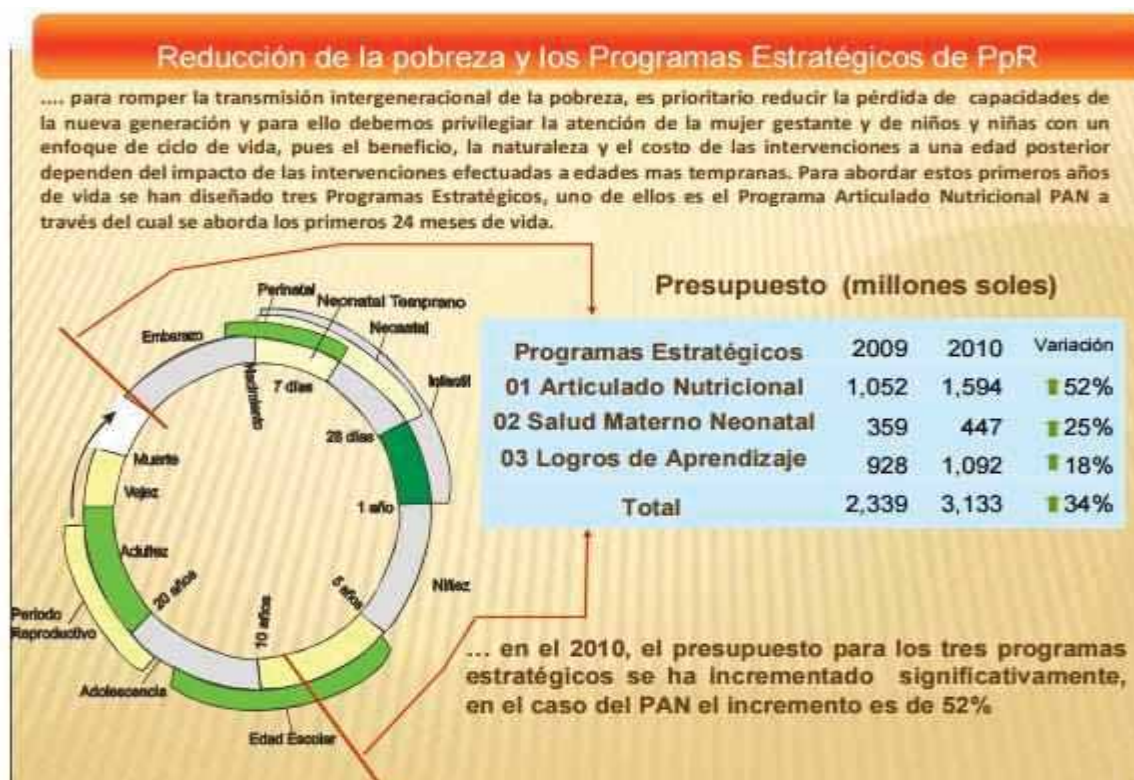 Reducción de la pobreza y los Programas Estratégicos de PpR
.... para romper la transmisión intergeneracional de la pobreza, es prioritario reducir la pérdida de capacidades de
la nueva generación y para ello debemos privilegiar la atención de la mujer gestante y de niños y niñas con un
enfoque de ciclo de vida, pues el beneficio, la naturaleza y el costo de las intervenciones a una edad posterior
dependen del impacto de las intervenciones efectuadas a edades mas tempranas. Para abordar estos primeros años
de vida se han diseñado tres Programas Estratégicos, uno de ellos es el Programa Articulado Nutricional PAN a
través del cual se aborda los primeros 24 meses de vida.
Perinatal
Neonatal Temprano
Neonatal
Embarazo
Infantil
Nacimiento
7 días
28 días
1 año
Muerte
Vejez
Adultez
Niñez
5 años
10 años
20 años
Periodo
Reproductivo
Adolescencia
Edad Escolar
Presupuesto (millones soles)
Programas Estratégicos 2009 2010 Variación
01 Articulado Nutricional 1,052 1,594 52%
02 Salud Materno Neonatal 359 447 25%
03 Logros de Aprendizaje 928 1,092 18%
Total 2,339 3,133 34%
... en el 2010, el presupuesto para los tres programas
estratégicos se ha incrementado significativamente,
en el caso del PAN el incremento es de 52%